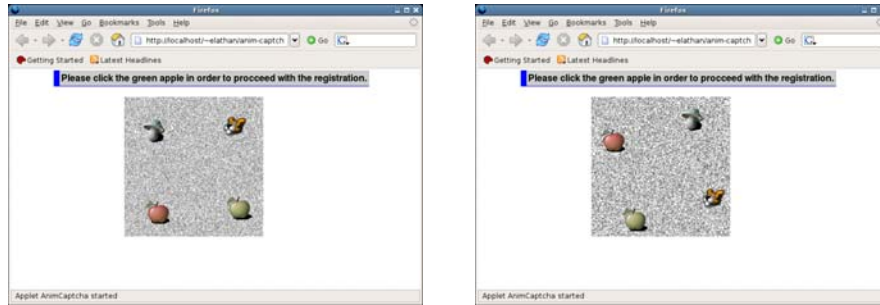 Firefox
File Edit View Go Bookmarks Tools Help
http://localhost/~elathan/anim-captch Go
Getting Started Latest Headlines
Please click the green apple in order to procceed with the registration.
Applet AnimCaptcha started
Firefox
File Edit View Go Bookmarks Tools Help
http://localhost/~elathan/anim-captch Go
Getting Started Latest Headlines
Please click the green apple in order to procceed with the registration.
Applet AnimCaptcha started